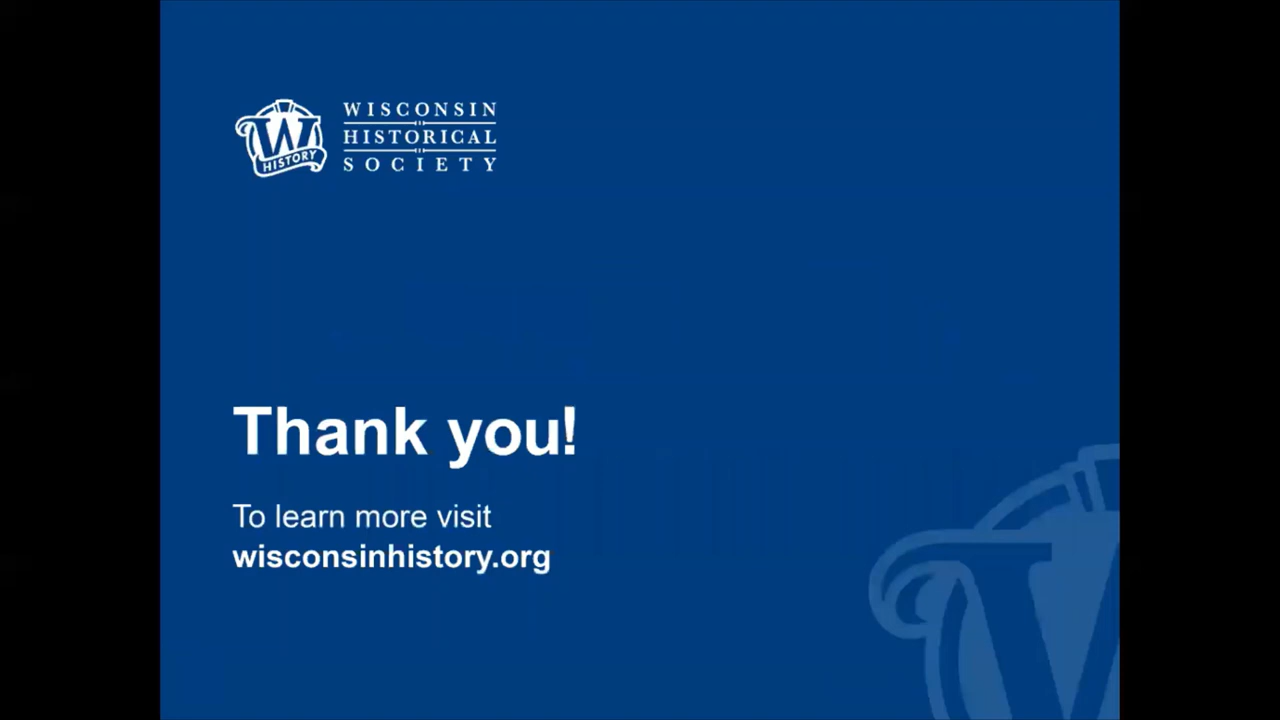 W
HISTORY
WISCONSIN
HISTORICAL
SOCIETY
Thank you!
To learn more visit
wisconsinhistory.org
W